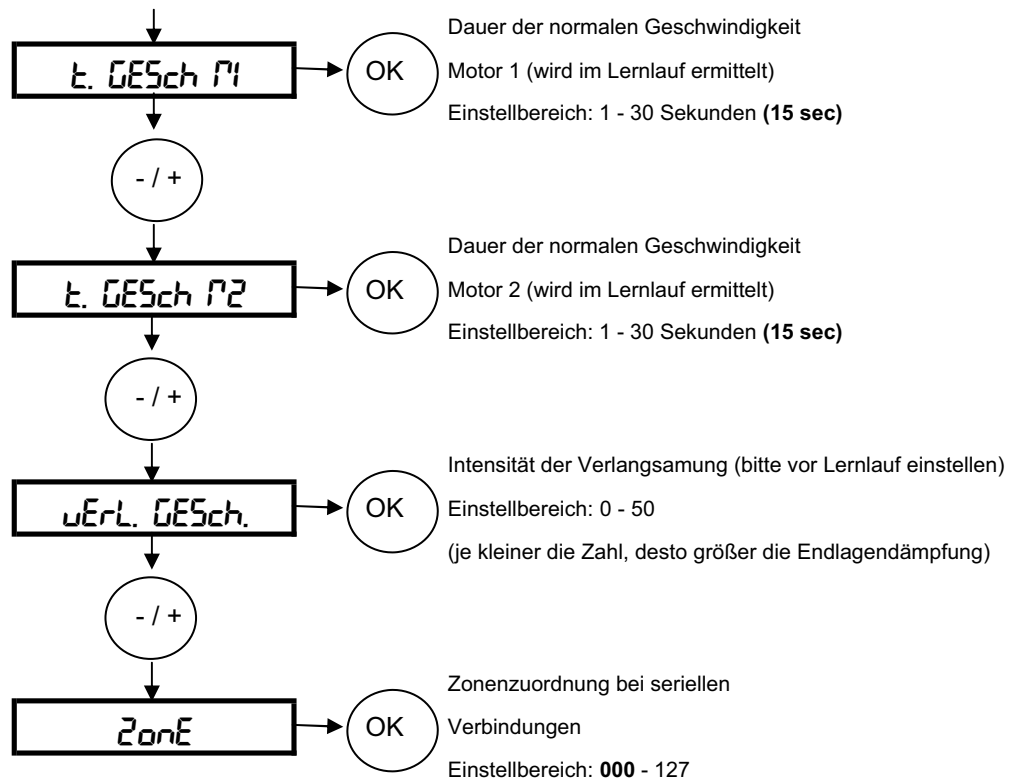 t. GESch M1
OK
Dauer der normalen Geschwindigkeit
Motor 1 (wird im Lernlauf ermittelt)
Einstellbereich: 1 - 30 Sekunden (15 sec)
- / +
t. GESch M2
OK
Dauer der normalen Geschwindigkeit
Motor 2 (wird im Lernlauf ermittelt)
Einstellbereich: 1 - 30 Sekunden (15 sec)
- / +
vErL. GESch.
OK
Intensität der Verlangsamung (bitte vor Lernlauf einstellen)
Einstellbereich: 0 - 50
(je kleiner die Zahl, desto größer die Endlagendämpfung)
- / +
ZonE
OK
Zonenzuordnung bei seriellen
Verbindungen
Einstellbereich: 000 - 127